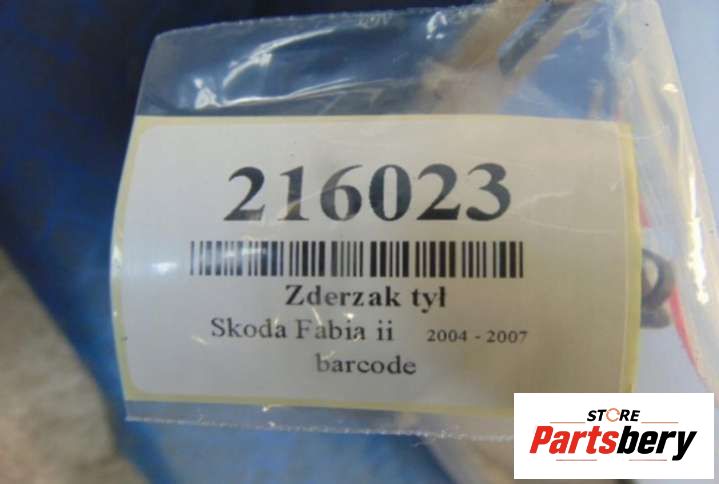 216023
Zderzak tył
Skoda Fabia ii 2004 - 2007
barcode
STORE
Partsbery